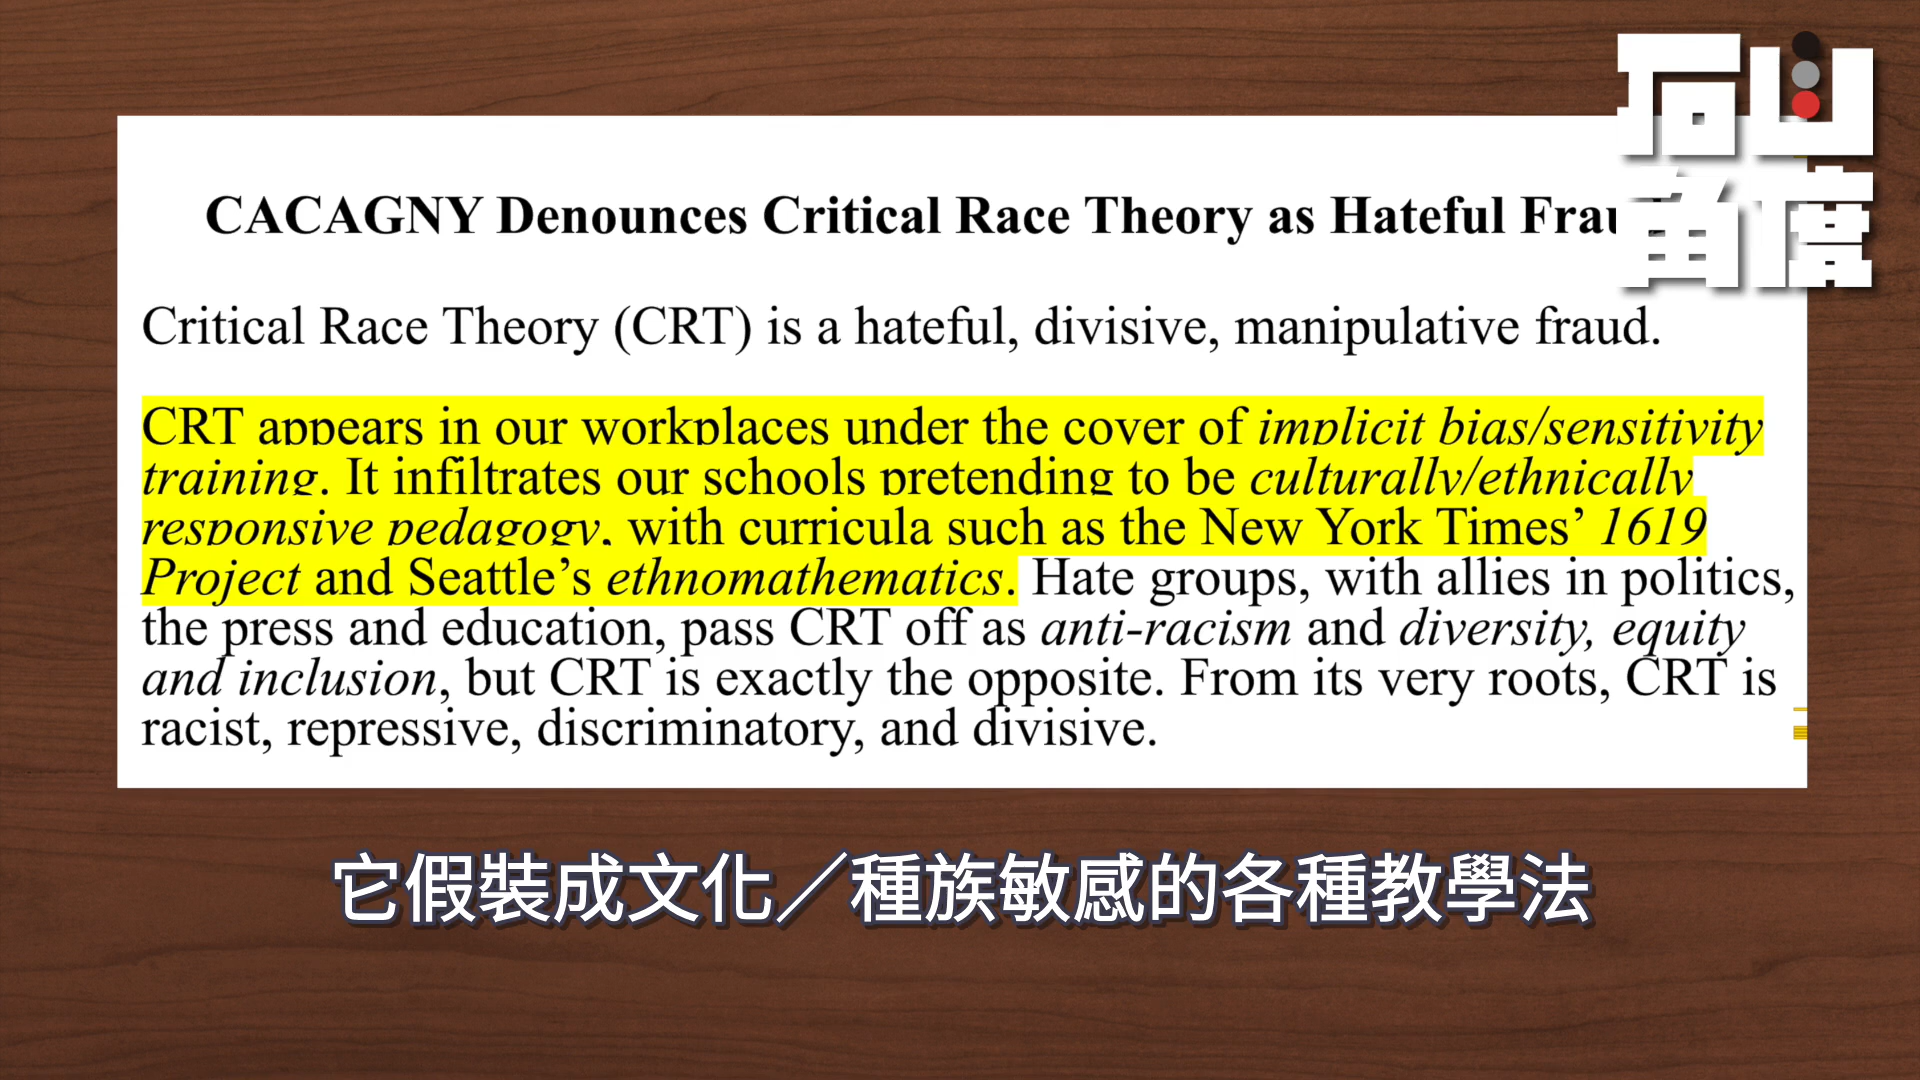 石山
角度
CACAGNY Denounces Critical Race Theory as Hateful
Critical Race Theory (CRT) is a hateful, divisive, manipulative fraud.
CRT appears in our workplaces under the cover of implicit bias/sensitivity
training. It infiltrates our schools pretending to be culturally/ethnically
responsive pedagogy, with curricula such as the New York Times’ 1619
Project and Seattle’s ethnomathematics. Hate groups, with allies in politics,
the press and education, pass CRT off as anti-racism and diversity, equity
and inclusion, but CRT is exactly the opposite. From its very roots, CRT is
racist, repressive, discriminatory, and divisive.
它假裝成文化／種族敏感的各種教學法